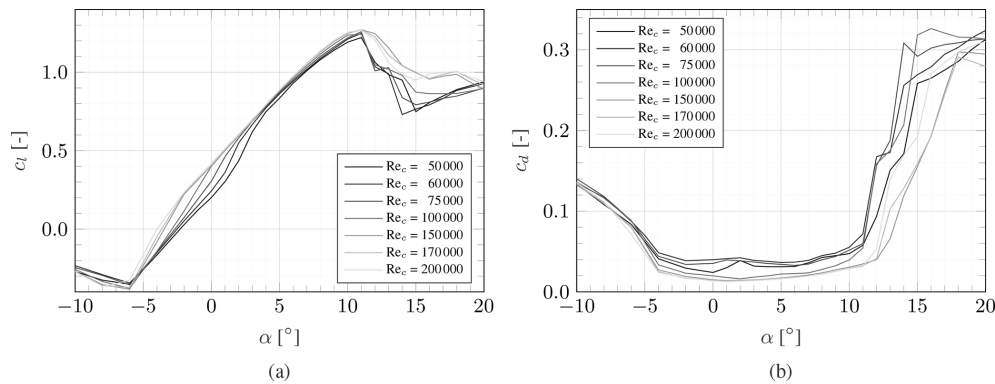 1.0
0.5
0.0
c_l [-]
−10 −5 0 5 10 15 20
α [°]
Re_c = 50 000
Re_c = 60 000
Re_c = 75 000
Re_c = 100 000
Re_c = 150 000
Re_c = 170 000
Re_c = 200 000
(a)
0.3
0.2
0.1
0.0
c_d [-]
−10 −5 0 5 10 15 20
α [°]
Re_c = 50 000
Re_c = 60 000
Re_c = 75 000
Re_c = 100 000
Re_c = 150 000
Re_c = 170 000
Re_c = 200 000
(b)